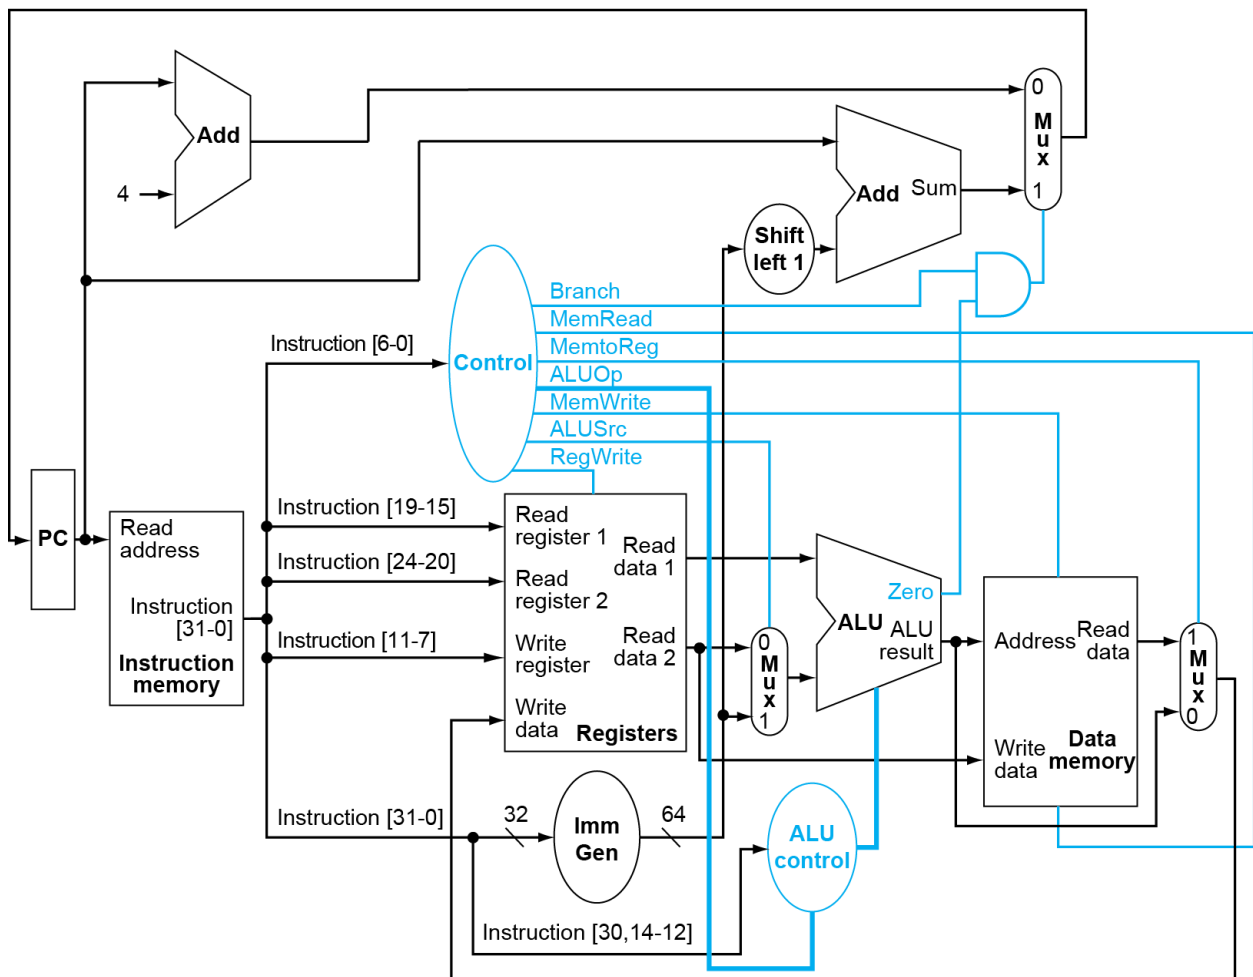 0
Mux
1
Add
4
Add
Sum
Shift
left 1
Branch
MemRead
MemtoReg
ALUOp
MemWrite
ALUSrc
RegWrite
Control
Instruction [6-0]
PC
Read
address
Instruction
[31-0]
Instruction
memory
Instruction [19-15]
Instruction [24-20]
Instruction [11-7]
Instruction [31-0]
Read
register 1
Read
register 2
Write
register
Write
data
Read
data 1
Read
data 2
Registers
0
Mux
1
Zero
ALU
ALU
result
Address
Read
data
Write
data
Data
memory
1
Mux
0
32
Imm
Gen
64
ALU
control
Instruction [30,14-12]